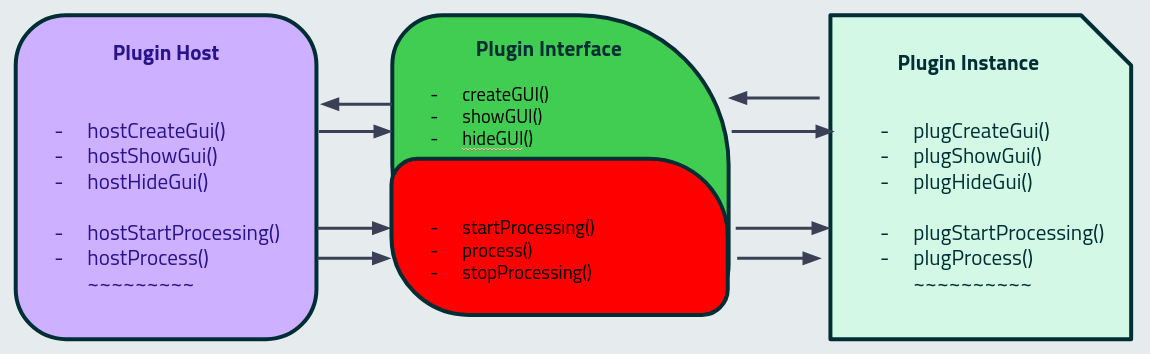 Plugin Host
- hostCreateGui()
- hostShowGui()
- hostHideGui()
- hostStartProcessing()
- hostProcess()
~~~~~~~~~
Plugin Interface
- createGUI()
- showGUI()
- hideGUI()
- startProcessing()
- process()
- stopProcessing()
Plugin Instance
- plugCreateGui()
- plugShowGui()
- plugHideGui()
- plugStartProcessing()
- plugProcess()
~~~~~~~~~~